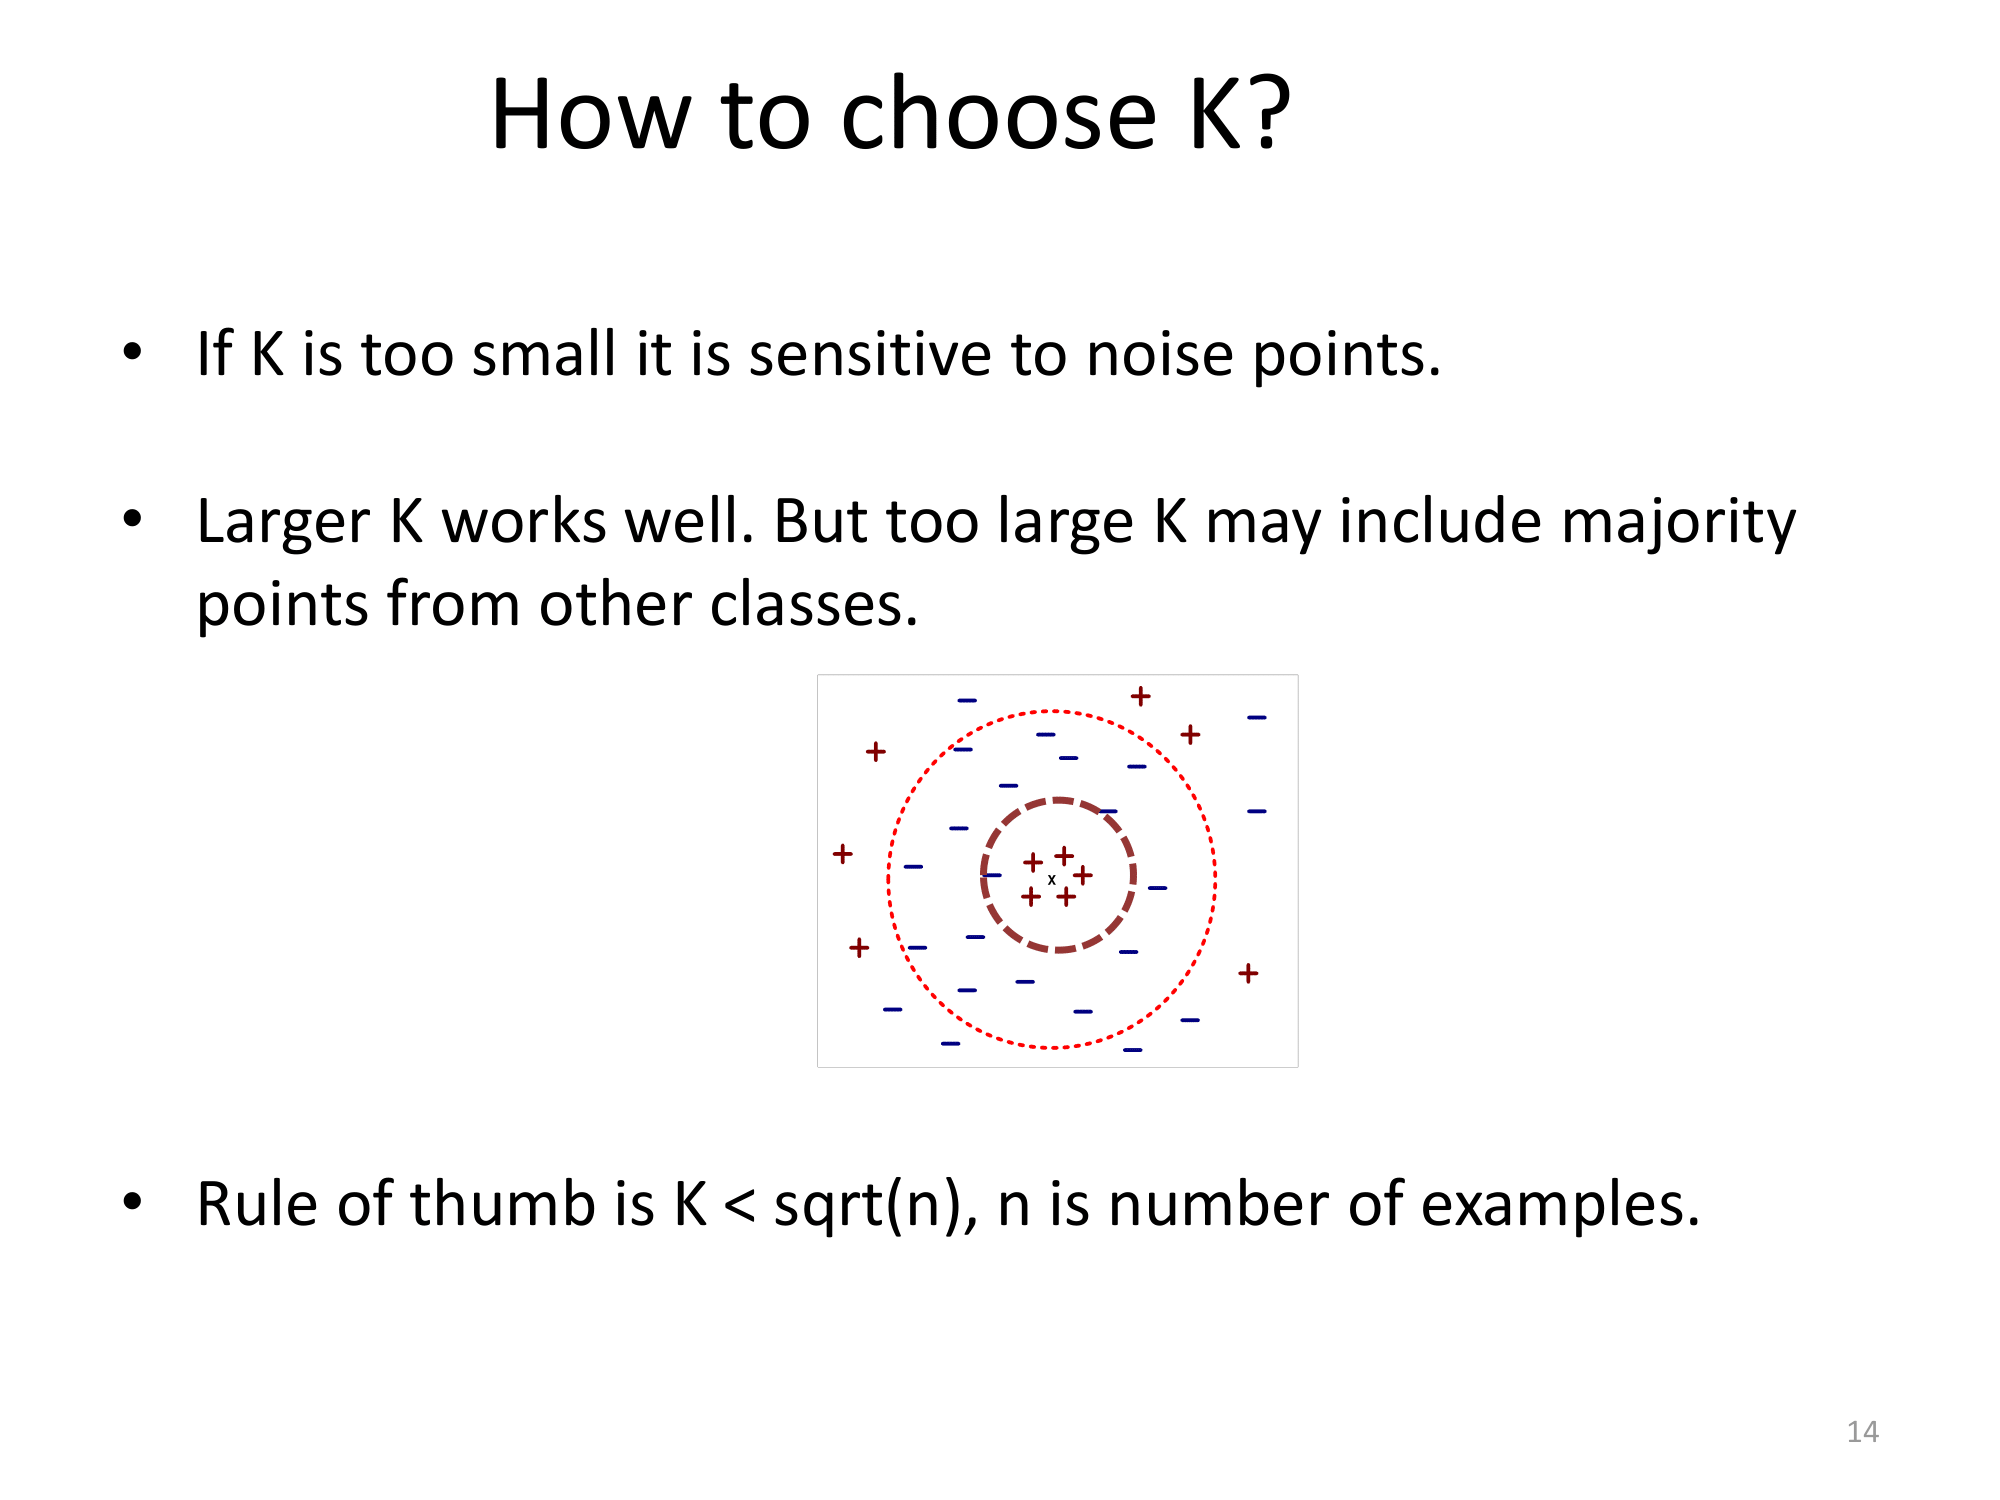 How to choose K?
• If K is too small it is sensitive to noise points.
• Larger K works well. But too large K may include majority
points from other classes.
x
• Rule of thumb is K < sqrt(n), n is number of examples.
14